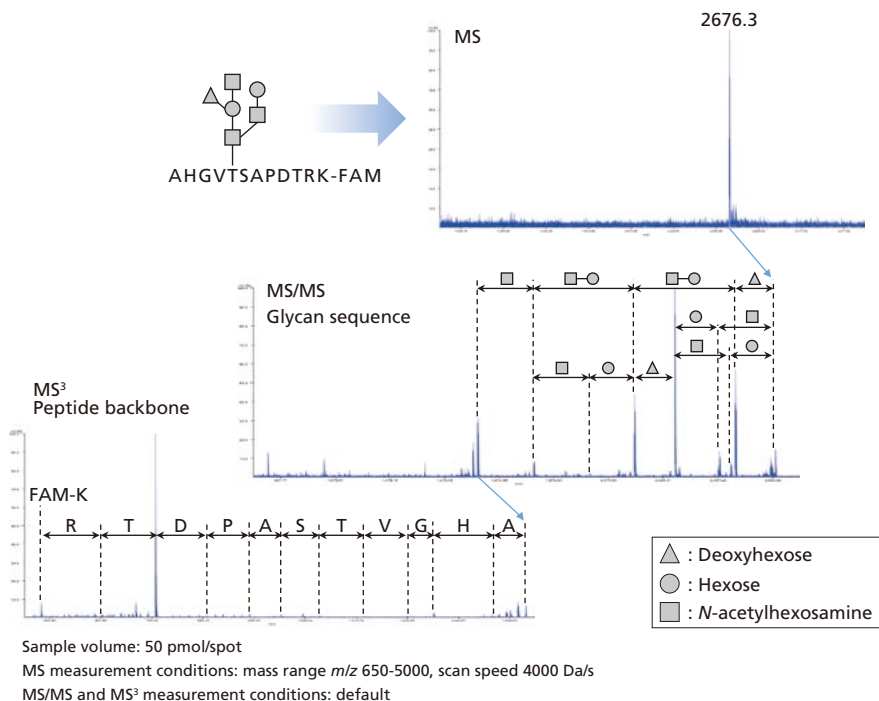 MS
2676.3
AHGVTSAPDTRK-FAM
MS/MS
Glycan sequence
MS³
Peptide backbone
FAM-K
R T D P A S T V G H A
: Deoxyhexose
: Hexose
: N-acetylhexosamine
Sample volume: 50 pmol/spot
MS measurement conditions: mass range m/z 650-5000, scan speed 4000 Da/s
MS/MS and MS³ measurement conditions: default